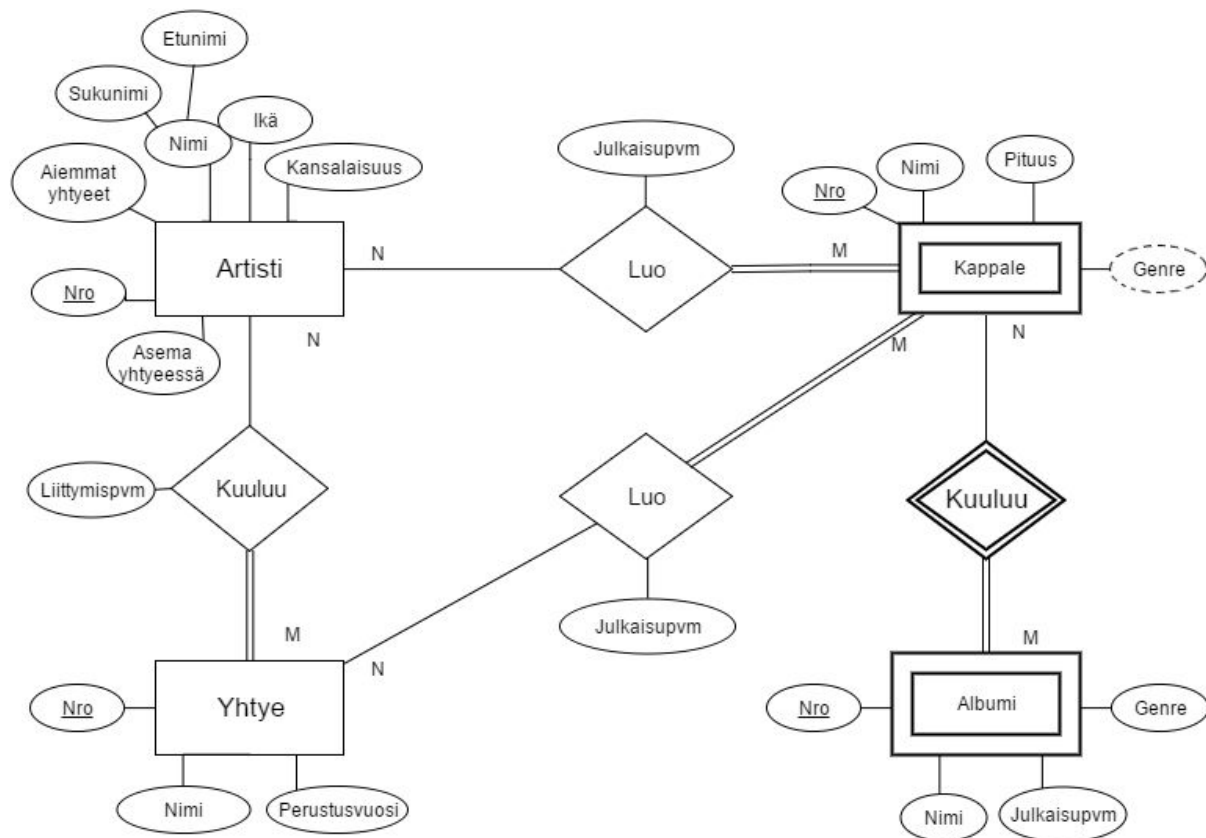 Etunimi
Sukunimi
Nimi
Ikä
Aiemmat
yhtyeet
Kansalaisuus
Artisti
Nro
Asema
yhtyeessä
N
N
Julkaisupvm
Luo
M
Nro
Nimi
Pituus
Kappale
Genre
M
N
Liittymispvm
Kuuluu
Luo
Kuuluu
Julkaisupvm
M
N
M
Nro
Yhtye
Nimi
Perustusvuosi
Nro
Albumi
Genre
Nimi
Julkaisupvm